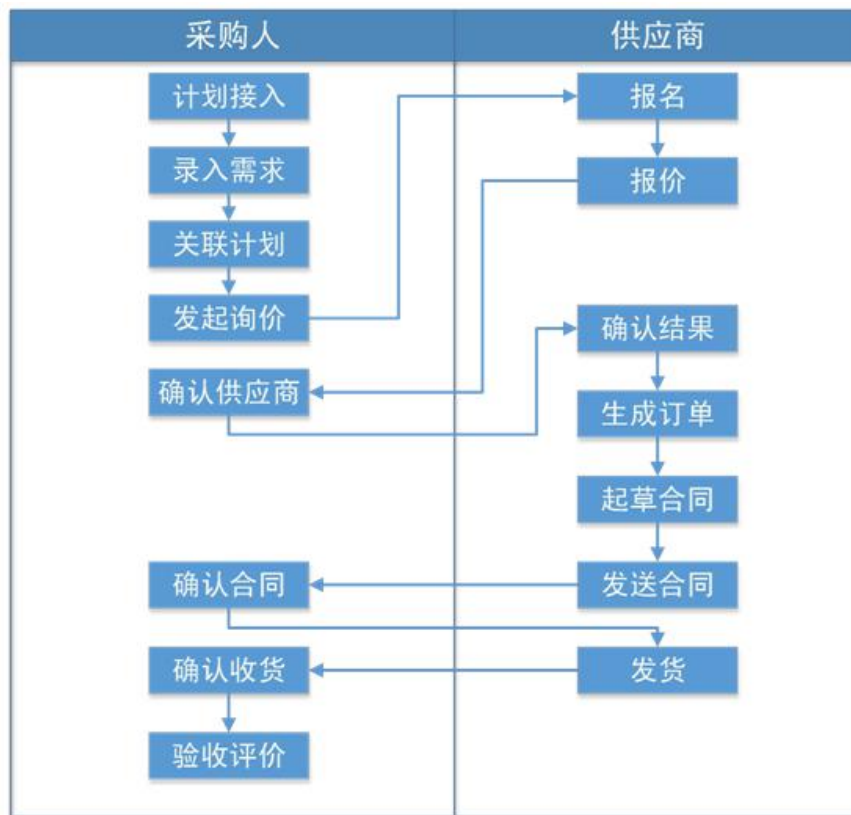 采购人
供应商
计划接入
报名
录入需求
报价
关联计划
发起询价
确认结果
确认供应商
生成订单
起草合同
确认合同
发送合同
确认收货
发货
验收评价